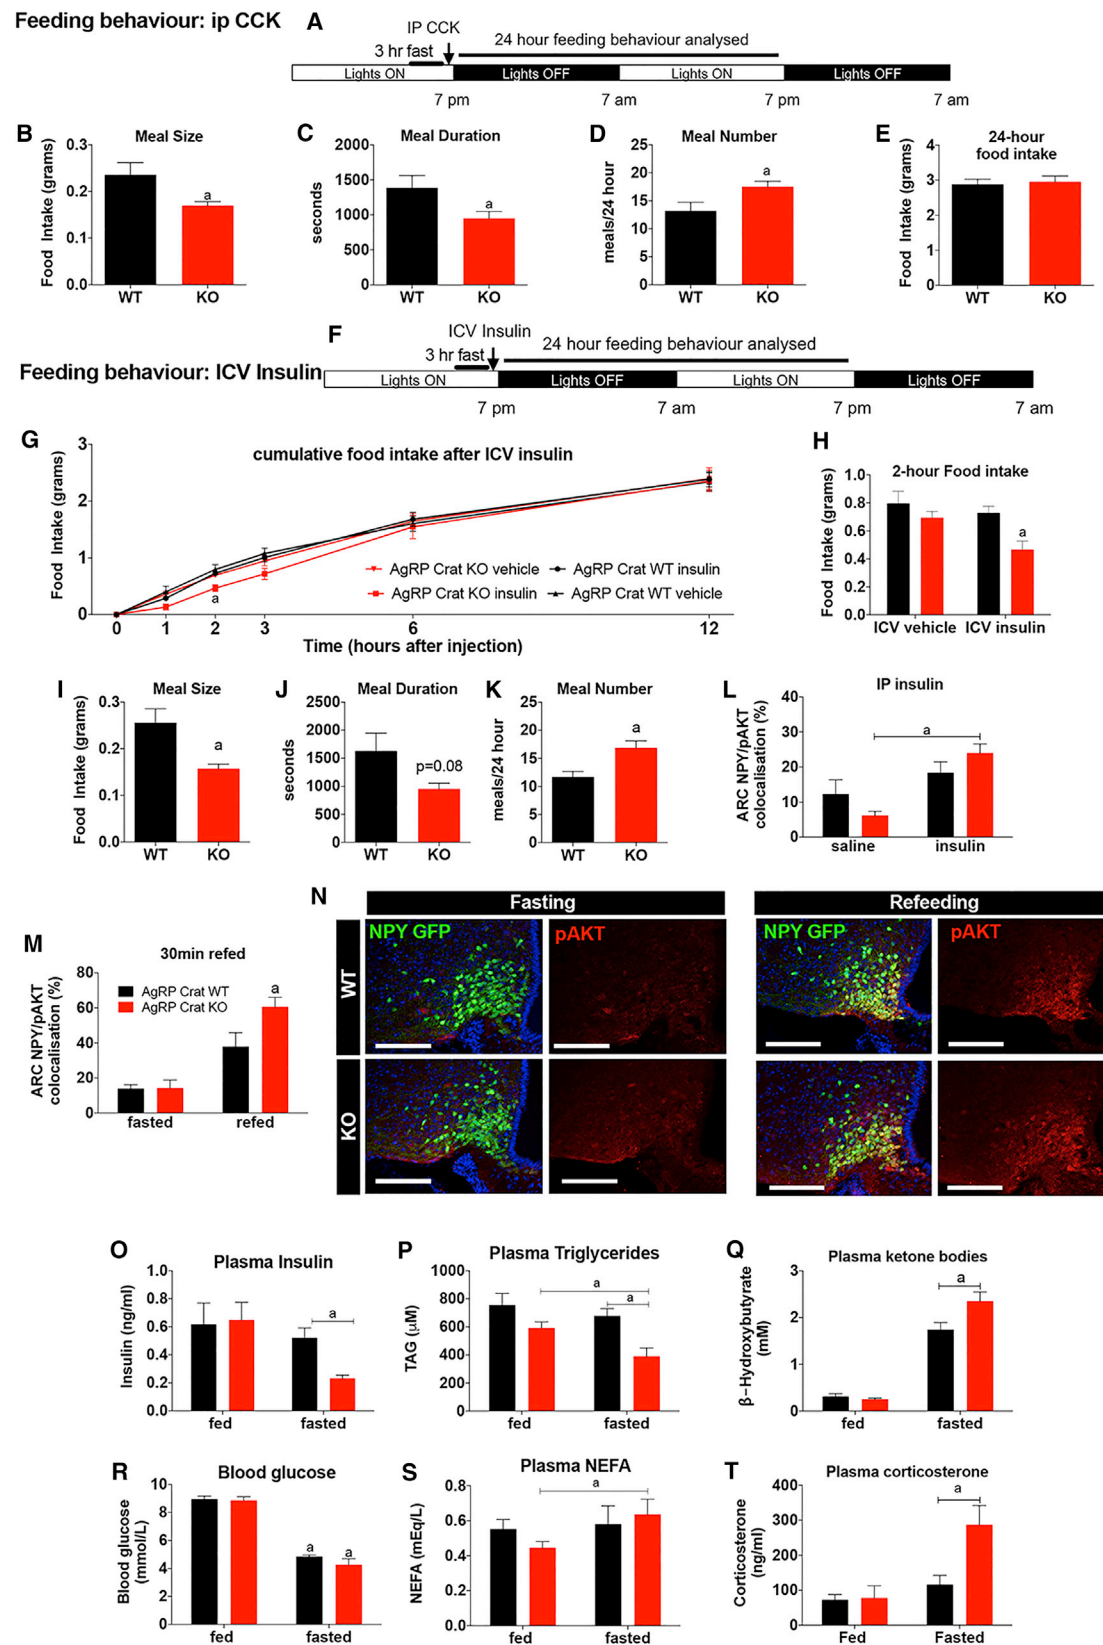 Feeding behaviour: ip CCK
A
IP CCK
3 hr fast
24 hour feeding behaviour analysed
Lights ON
Lights OFF
Lights ON
Lights OFF
7 pm
7 am
7 pm
7 am
B
Meal Size
Food Intake (grams)
0.3
0.2
0.1
0.0
a
WT
KO
C
Meal Duration
seconds
2000
1500
1000
500
0
a
WT
KO
D
Meal Number
meals/24 hour
25
20
15
10
5
0
a
WT
KO
E
24-hour
food intake
Food Intake (grams)
4
3
2
1
0
WT
KO
F
ICV Insulin
3 hr fast
24 hour feeding behaviour analysed
Feeding behaviour: ICV Insulin
Lights ON
Lights OFF
Lights ON
Lights OFF
7 pm
7 am
7 pm
7 am
G
cumulative food intake after ICV insulin
Food Intake (grams)
3
2
1
0
a
AgRP Crat KO vehicle
AgRP Crat WT insulin
AgRP Crat KO insulin
AgRP Crat WT vehicle
0
1
2
3
6
12
Time (hours after injection)
H
2-hour Food intake
Food Intake (grams)
1.0
0.8
0.6
0.4
0.2
0.0
a
ICV vehicle
ICV insulin
I
Meal Size
Food Intake (grams)
0.3
0.2
0.1
0.0
a
WT
KO
J
Meal Duration
seconds
2500
2000
1500
1000
500
0
p=0.08
WT
KO
K
Meal Number
meals/24 hour
25
20
15
10
5
0
a
WT
KO
L
IP insulin
ARC NPY/pAKT
colocalisation (%)
40
30
20
10
0
a
saline
insulin
M
30min refed
ARC NPY/pAKT
colocalisation (%)
80
60
40
20
0
AgRP Crat WT
AgRP Crat KO
a
fasted
refed
N
Fasting
Refeeding
WT
NPY GFP
pAKT
NPY GFP
pAKT
KO
O
Plasma Insulin
Insulin (ng/ml)
1.0
0.8
0.6
0.4
0.2
0.0
a
fed
fasted
P
Plasma Triglycerides
TAG (μM)
1000
800
600
400
200
0
a
a
fed
fasted
Q
Plasma ketone bodies
β−Hydroxybutyrate
(mM)
3
2
1
0
a
fed
fasted
R
Blood glucose
Blood glucose
(mmol/L)
10
8
6
4
2
0
a
a
fed
fasted
S
Plasma NEFA
NEFA (mEq/L)
0.8
0.6
0.4
0.2
0.0
a
fed
fasted
T
Plasma corticosterone
Corticosterone
(ng/ml)
400
300
200
100
0
a
Fed
Fasted